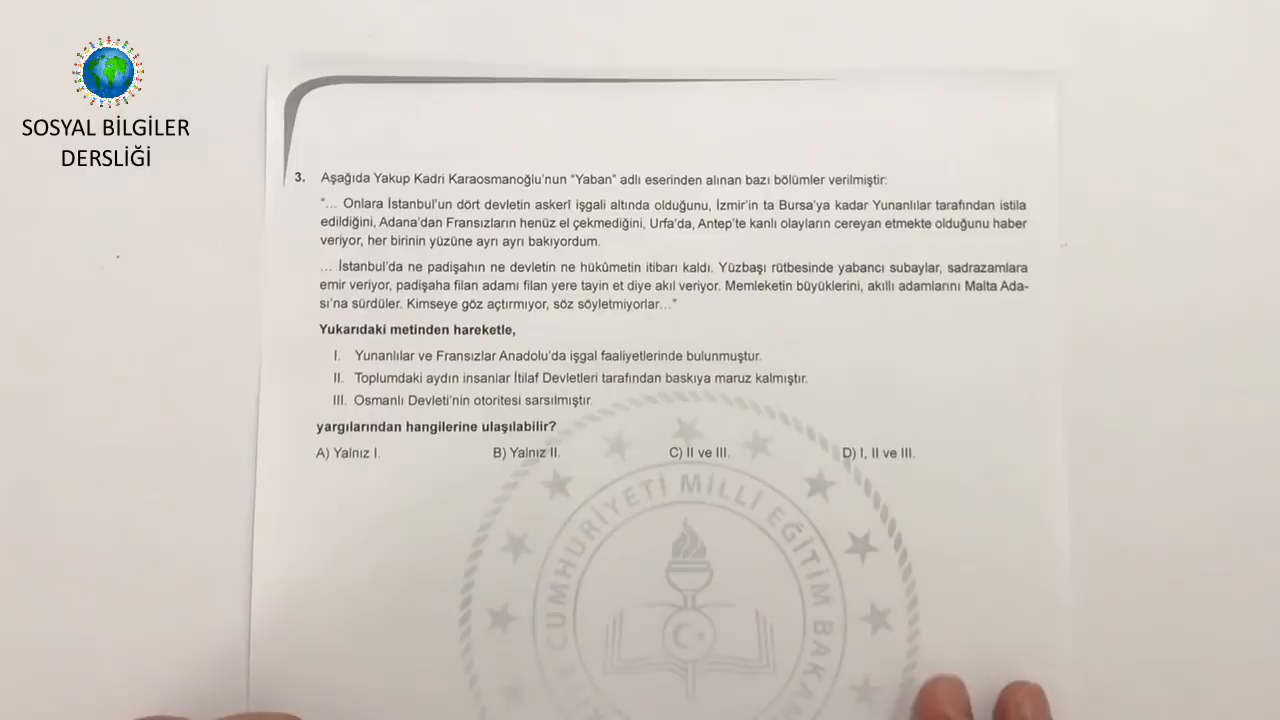 SOSYAL BİLGİLER
DERSLİĞİ
3. Aşağıda Yakup Kadri Karaosmanoğlu'nun "Yaban" adlı eserinden alınan bazı bölümler verilmiştir:
"... Onlara İstanbul'un dört devletin askerî işgali altında olduğunu, İzmir'in ta Bursa'ya kadar Yunanlılar tarafından istila
edildiğini, Adana'dan Fransızların henüz el çekmediğini, Urfa'da, Antep'te kanlı olayların cereyan etmekte olduğunu haber
veriyor, her birinin yüzüne ayrı ayrı bakıyordum.
... İstanbul'da ne padişahın ne devletin ne hükûmetin itibarı kaldı. Yüzbaşı rütbesinde yabancı subaylar, sadrazamlara
emir veriyor, padişaha filan adamı filan yere tayin et diye akıl veriyor. Memleketin büyüklerini, akıllı adamlarını Malta Ada-
sı'na sürdüler. Kimseye göz açtırmıyor, söz söyletmiyorlar..."
Yukarıdaki metinden hareketle,
I. Yunanlılar ve Fransızlar Anadolu'da işgal faaliyetlerinde bulunmuştur.
II. Toplumdaki aydın insanlar İtilaf Devletleri tarafından baskıya maruz kalmıştır.
III. Osmanlı Devleti'nin otoritesi sarsılmıştır.
yargılarından hangilerine ulaşılabilir?
A) Yalnız I. B) Yalnız II. C) II ve III. D) I, II ve III.
CUMHURİYETİ MİLLÎ EĞİTİM